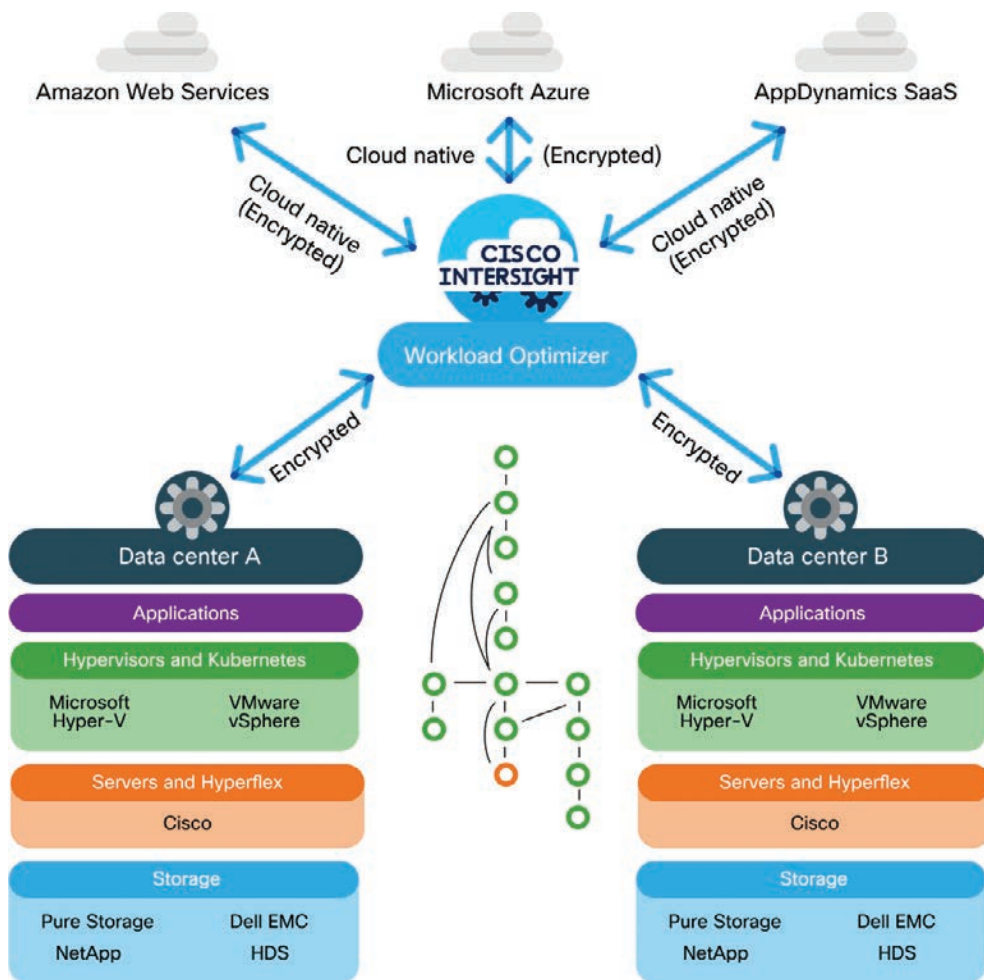 Amazon Web Services
Microsoft Azure
AppDynamics SaaS
Cloud native
(Encrypted)
Cloud native (Encrypted)
Cloud native
(Encrypted)
CISCO
INTERSIGHT
Workload Optimizer
Encrypted
Encrypted
Data center A
Applications
Hypervisors and Kubernetes
Microsoft Hyper-V
VMware vSphere
Servers and Hyperflex
Cisco
Storage
Pure Storage
Dell EMC
NetApp
HDS
Data center B
Applications
Hypervisors and Kubernetes
Microsoft Hyper-V
VMware vSphere
Servers and Hyperflex
Cisco
Storage
Pure Storage
Dell EMC
NetApp
HDS